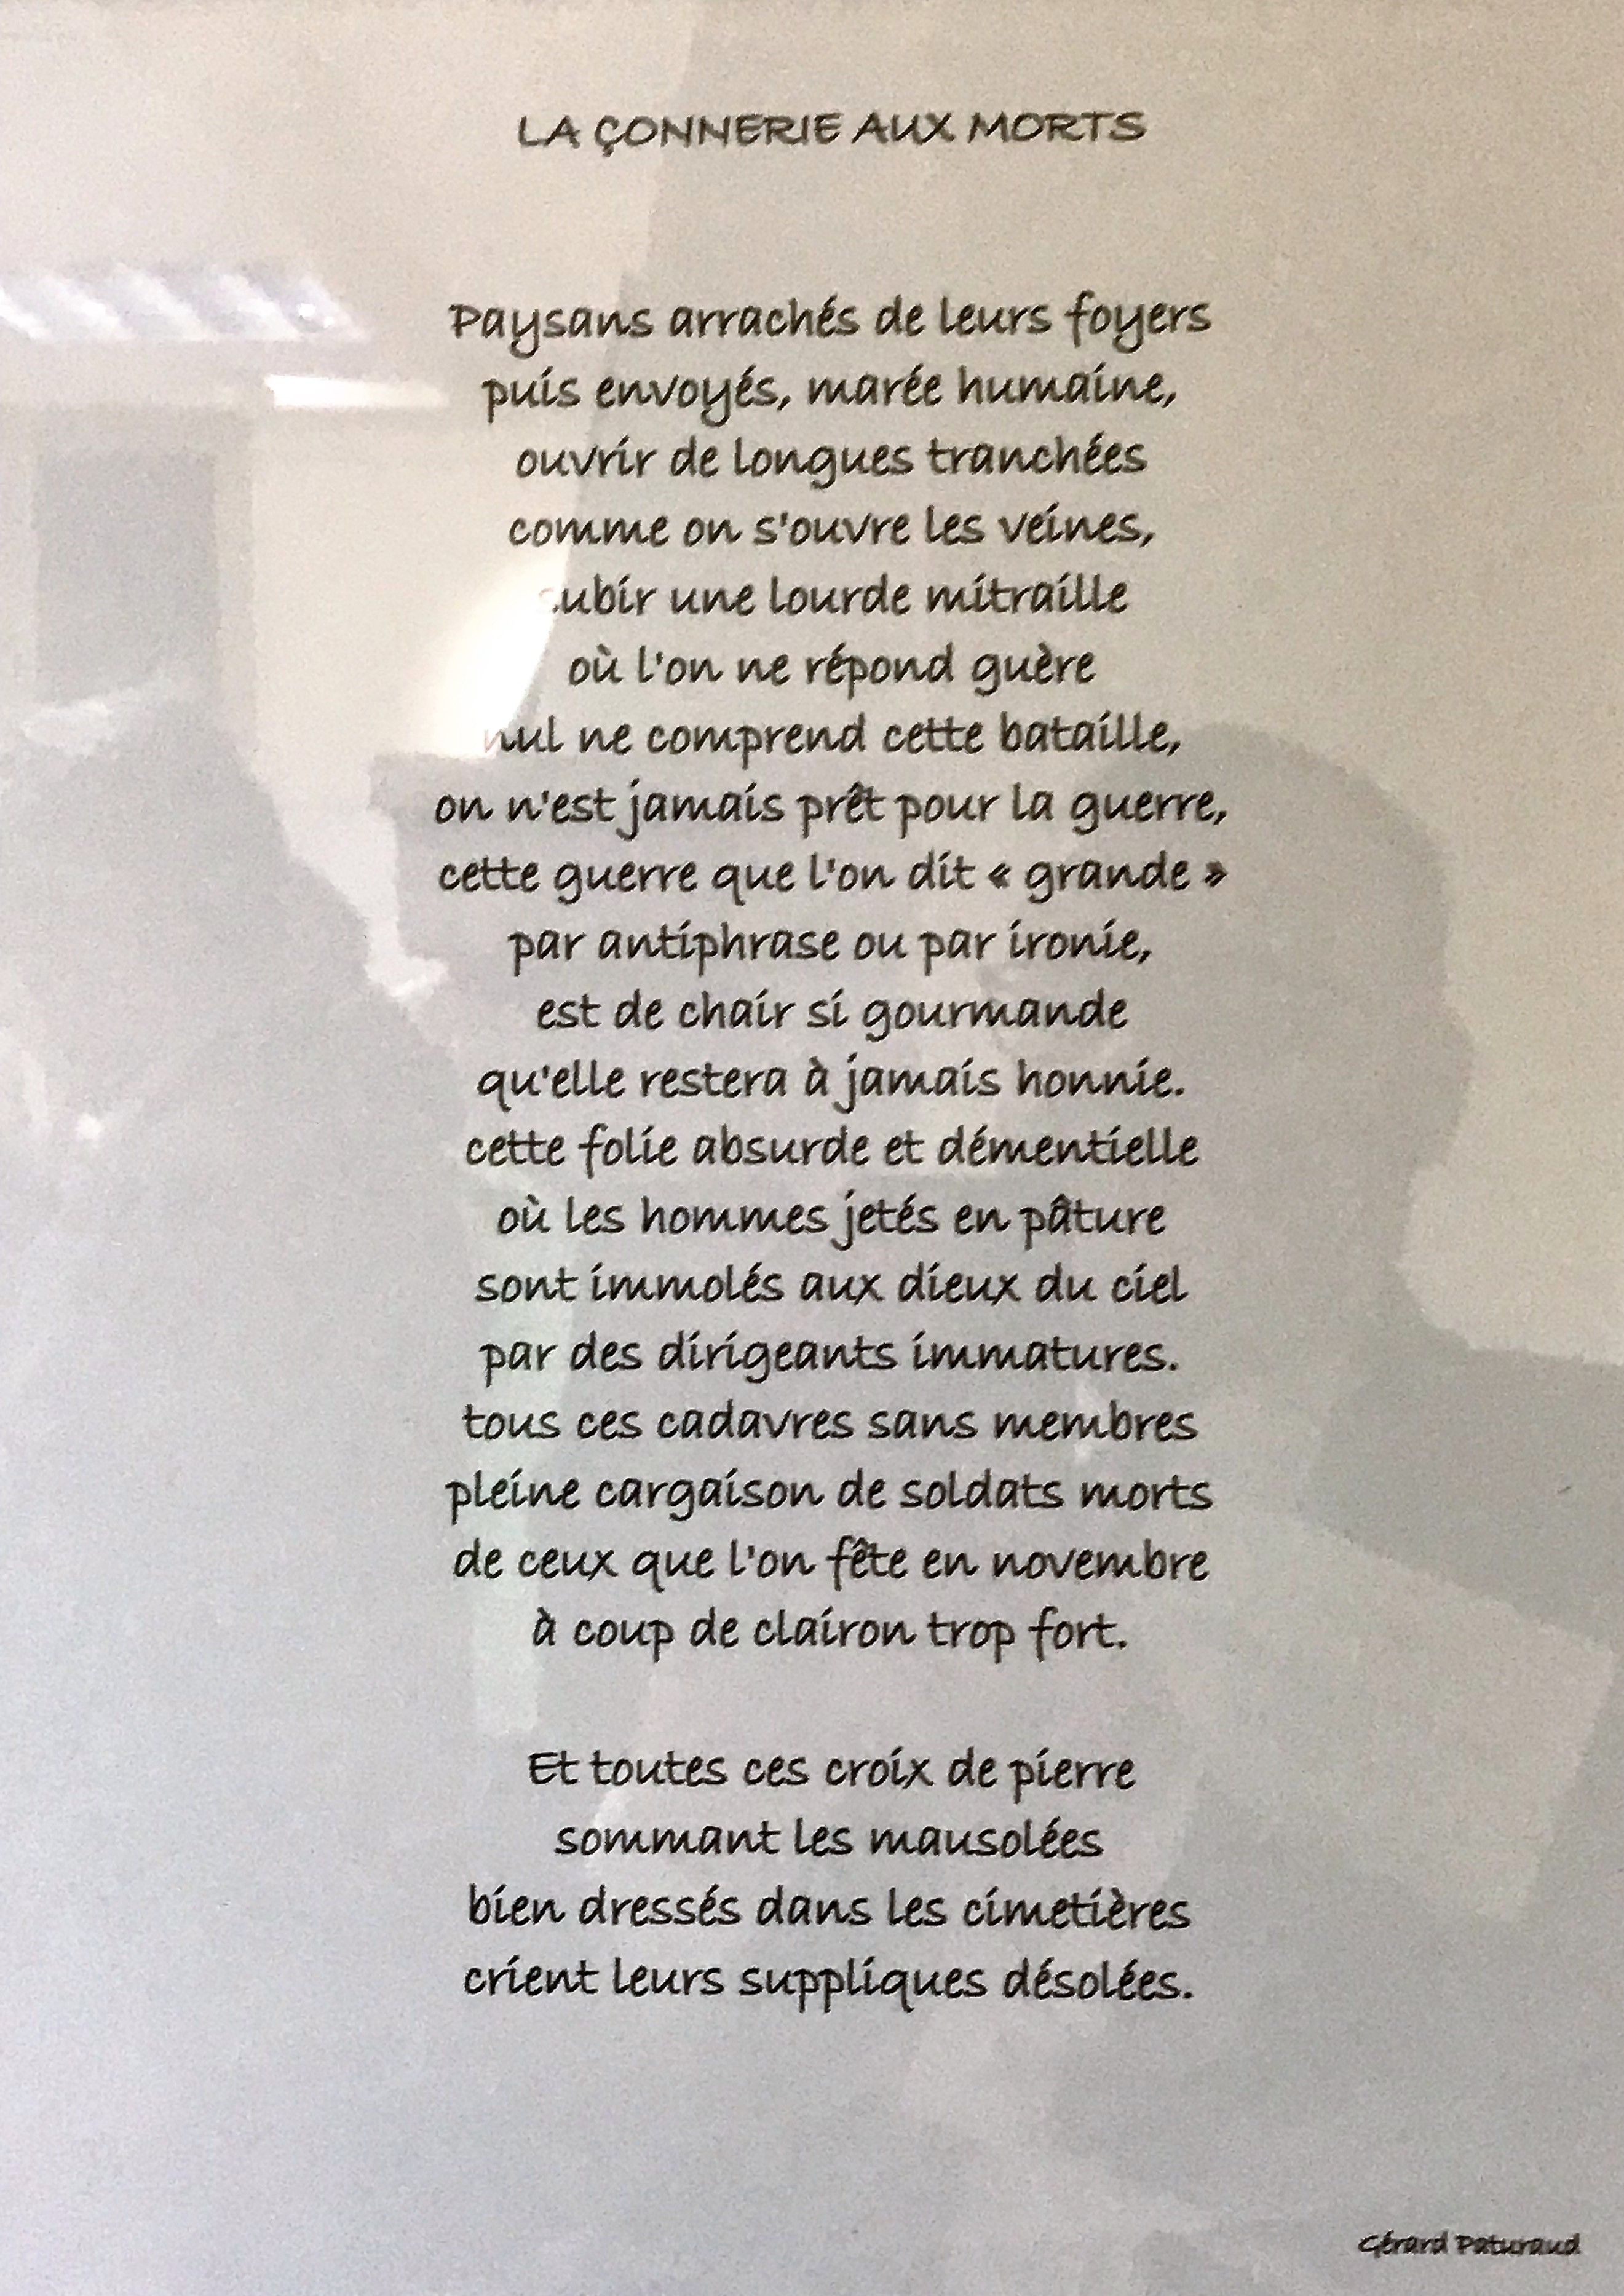 LA ÇONNERIE AUX MORTS
Paysans arrachés de leurs foyers
puis envoyés, marée humaine,
ouvrir de longues tranchées
comme on s'ouvre les veines,
subir une lourde mitraille
où l'on ne répond guère
nul ne comprend cette bataille,
on n'est jamais prêt pour la guerre,
cette guerre que l'on dit « grande »
par antiphrase ou par ironie,
est de chair si gourmande
qu'elle restera à jamais honnie.
cette folie absurde et démentielle
où les hommes jetés en pâture
sont immolés aux dieux du ciel
par des dirigeants immatures.
tous ces cadavres sans membres
pleine cargaison de soldats morts
de ceux que l'on fête en novembre
à coup de clairon trop fort.
Et toutes ces croix de pierre
sommant les mausolées
bien dressés dans les cimetières
crient leurs suppliques désolées.
Gérard Paturaud